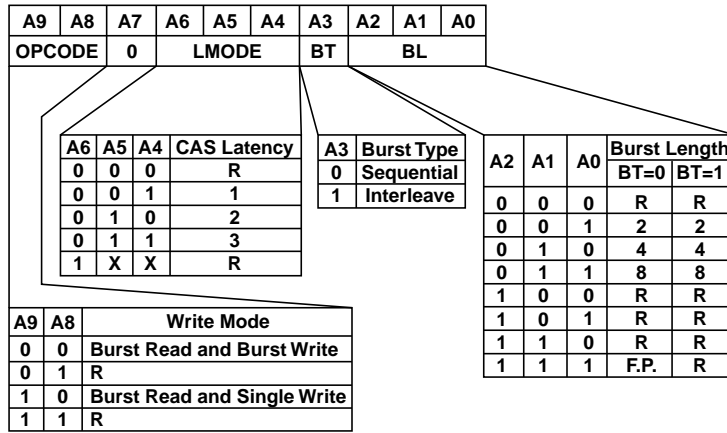 A9 A8 A7 A6 A5 A4 A3 A2 A1 A0
OPCODE 0 LMODE BT BL
A6 A5 A4 CAS Latency
0 0 0 R
0 0 1 1
0 1 0 2
0 1 1 3
1 X X R
A3 Burst Type
0 Sequential
1 Interleave
A2 A1 A0 Burst Length
BT=0 BT=1
0 0 0 R R
0 0 1 2 2
0 1 0 4 4
0 1 1 8 8
1 0 0 R R
1 0 1 R R
1 1 0 R R
1 1 1 F.P. R
A9 A8 Write Mode
0 0 Burst Read and Burst Write
0 1 R
1 0 Burst Read and Single Write
1 1 R